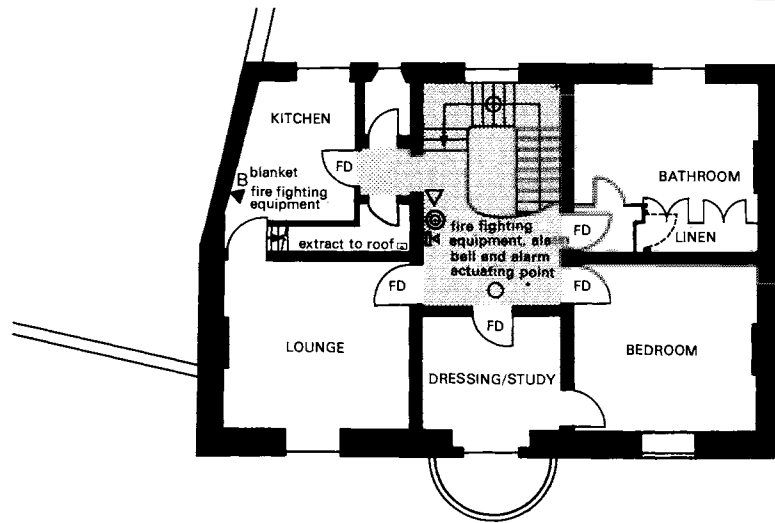 KITCHEN
FD
B blanket
fire fighting
equipment
BATHROOM
LINEN
FD
extract to roof
fire fighting
equipment, ala
bell and alarm
actuating point
FD
FD
FD
LOUNGE
DRESSING/STUDY
BEDROOM